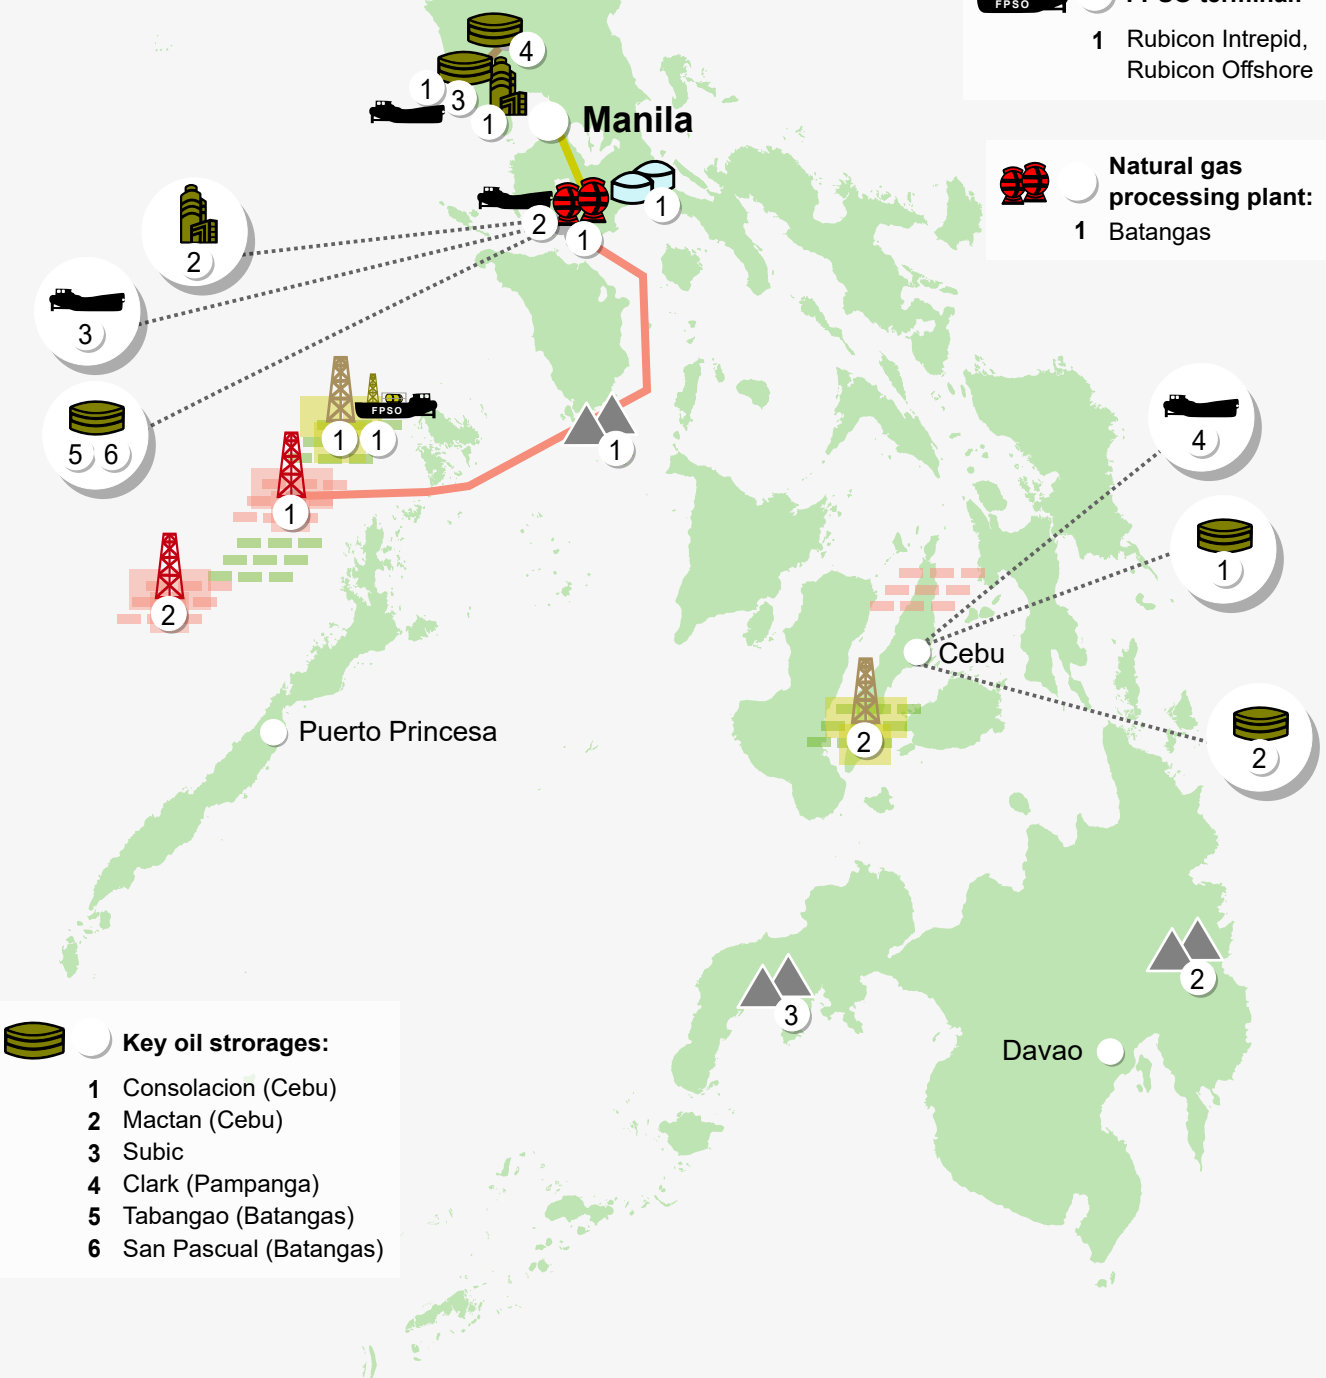 FPSO
1 Rubicon Intrepid,
Rubicon Offshore
4
1
3
1
Manila
Natural gas
processing plant:
1 Batangas
1
2
1
2
3
5 6
FPSO
1 1
1
1
2
4
1
Cebu
2
2
Puerto Princesa
2
3
Davao
Key oil strorages:
1 Consolacion (Cebu)
2 Mactan (Cebu)
3 Subic
4 Clark (Pampanga)
5 Tabangao (Batangas)
6 San Pascual (Batangas)